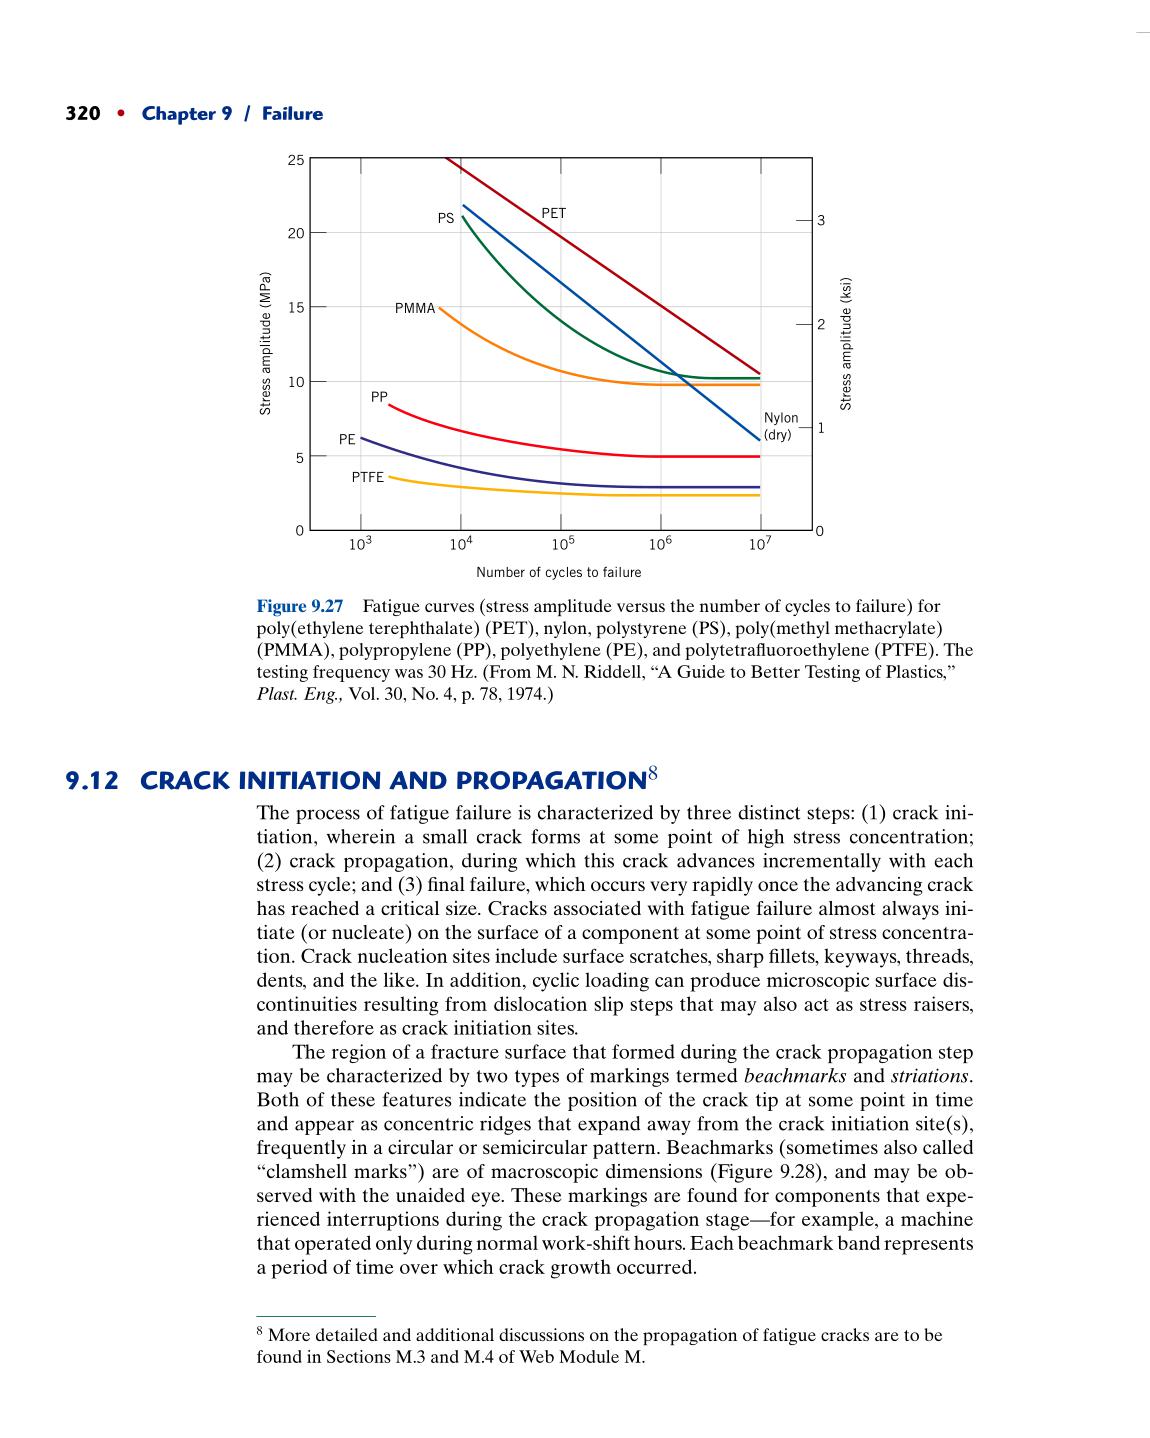 320 • Chapter 9 / Failure
25
20
15
10
5
0
Stress amplitude (MPa)
PS
PET
PMMA
PP
PE
PTFE
Nylon
(dry)
3
2
1
0
Stress amplitude (ksi)
10³ 10⁴ 10⁵ 10⁶ 10⁷
Number of cycles to failure
Figure 9.27 Fatigue curves (stress amplitude versus the number of cycles to failure) for
poly(ethylene terephthalate) (PET), nylon, polystyrene (PS), poly(methyl methacrylate)
(PMMA), polypropylene (PP), polyethylene (PE), and polytetrafluoroethylene (PTFE). The
testing frequency was 30 Hz. (From M. N. Riddell, “A Guide to Better Testing of Plastics,”
Plast. Eng., Vol. 30, No. 4, p. 78, 1974.)
9.12 CRACK INITIATION AND PROPAGATION⁸
The process of fatigue failure is characterized by three distinct steps: (1) crack ini-
tiation, wherein a small crack forms at some point of high stress concentration;
(2) crack propagation, during which this crack advances incrementally with each
stress cycle; and (3) final failure, which occurs very rapidly once the advancing crack
has reached a critical size. Cracks associated with fatigue failure almost always ini-
tiate (or nucleate) on the surface of a component at some point of stress concentra-
tion. Crack nucleation sites include surface scratches, sharp fillets, keyways, threads,
dents, and the like. In addition, cyclic loading can produce microscopic surface dis-
continuities resulting from dislocation slip steps that may also act as stress raisers,
and therefore as crack initiation sites.
The region of a fracture surface that formed during the crack propagation step
may be characterized by two types of markings termed beachmarks and striations.
Both of these features indicate the position of the crack tip at some point in time
and appear as concentric ridges that expand away from the crack initiation site(s),
frequently in a circular or semicircular pattern. Beachmarks (sometimes also called
“clamshell marks”) are of macroscopic dimensions (Figure 9.28), and may be ob-
served with the unaided eye. These markings are found for components that expe-
rienced interruptions during the crack propagation stage—for example, a machine
that operated only during normal work-shift hours. Each beachmark band represents
a period of time over which crack growth occurred.
⁸ More detailed and additional discussions on the propagation of fatigue cracks are to be
found in Sections M.3 and M.4 of Web Module M.